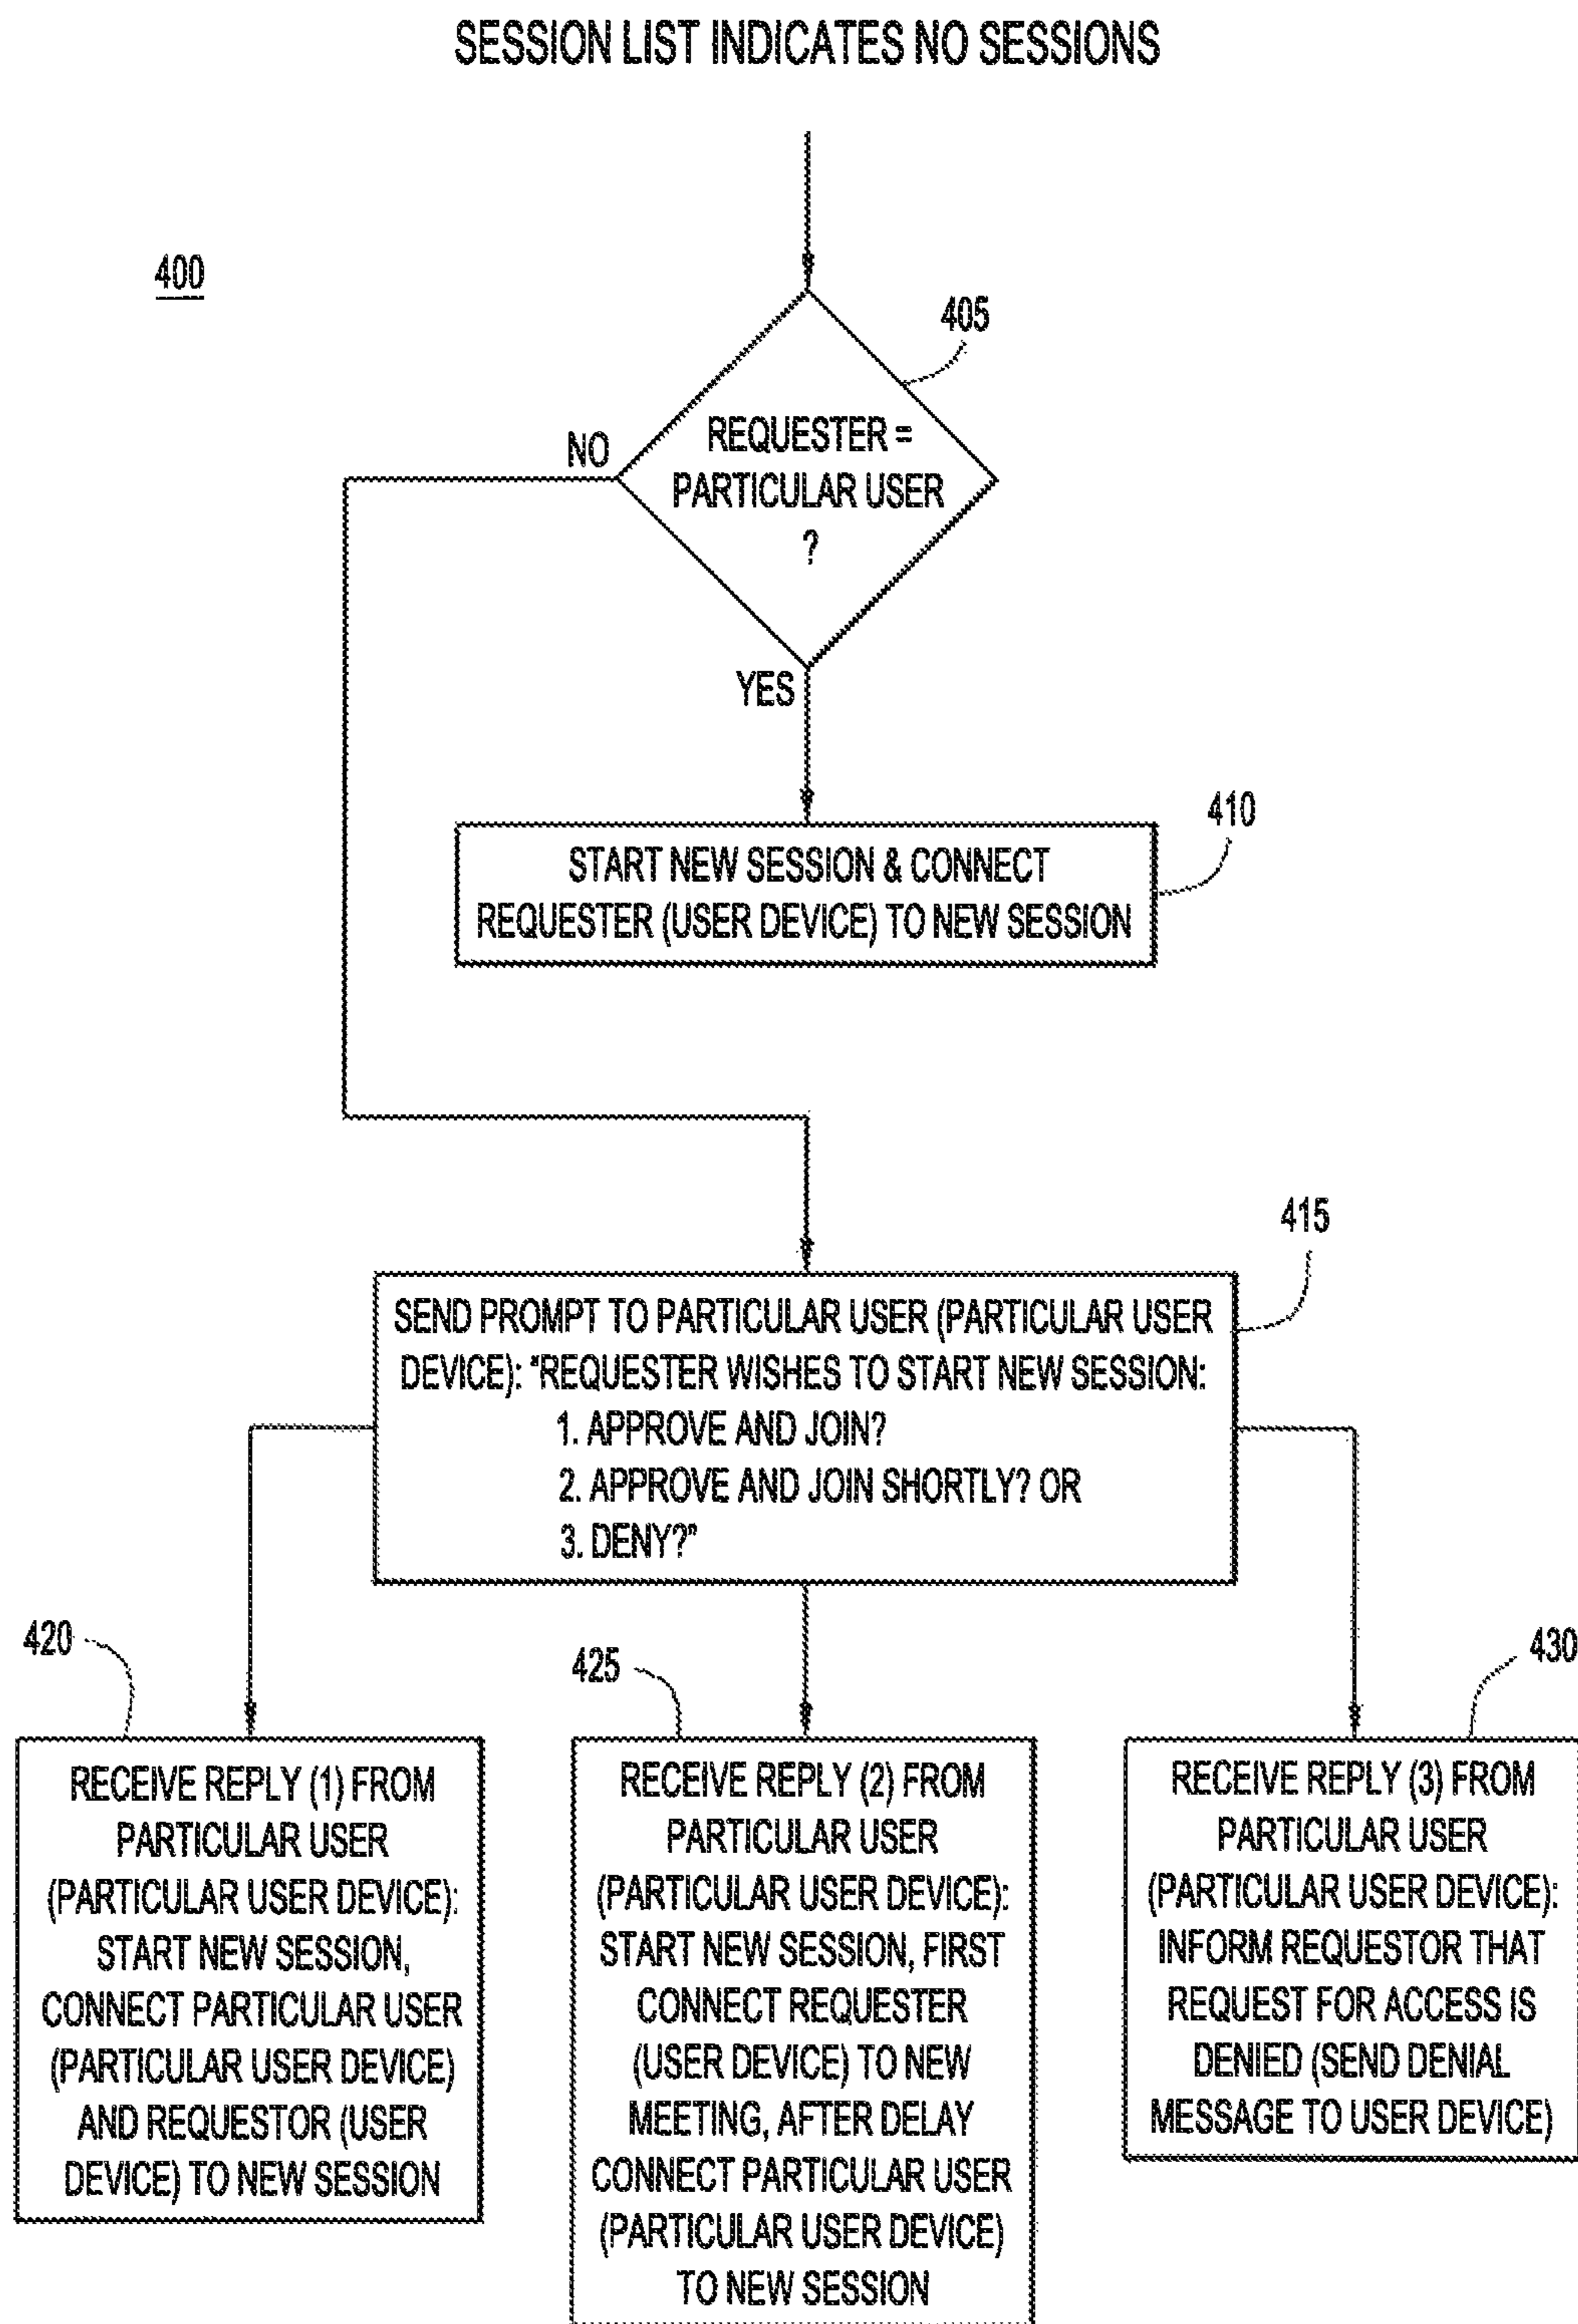 SESSION LIST INDICATES NO SESSIONS
400
405
REQUESTER =
PARTICULAR USER
?
NO
YES
410
START NEW SESSION & CONNECT
REQUESTER (USER DEVICE) TO NEW SESSION
415
SEND PROMPT TO PARTICULAR USER (PARTICULAR USER
DEVICE): "REQUESTER WISHES TO START NEW SESSION:
1. APPROVE AND JOIN?
2. APPROVE AND JOIN SHORTLY? OR
3. DENY?"
420
RECEIVE REPLY (1) FROM
PARTICULAR USER
(PARTICULAR USER DEVICE):
START NEW SESSION,
CONNECT PARTICULAR USER
(PARTICULAR USER DEVICE)
AND REQUESTOR (USER
DEVICE) TO NEW SESSION
425
RECEIVE REPLY (2) FROM
PARTICULAR USER
(PARTICULAR USER DEVICE):
START NEW SESSION, FIRST
CONNECT REQUESTER
(USER DEVICE) TO NEW
MEETING, AFTER DELAY
CONNECT PARTICULAR USER
(PARTICULAR USER DEVICE)
TO NEW SESSION
430
RECEIVE REPLY (3) FROM
PARTICULAR USER
(PARTICULAR USER DEVICE):
INFORM REQUESTOR THAT
REQUEST FOR ACCESS IS
DENIED (SEND DENIAL
MESSAGE TO USER DEVICE)